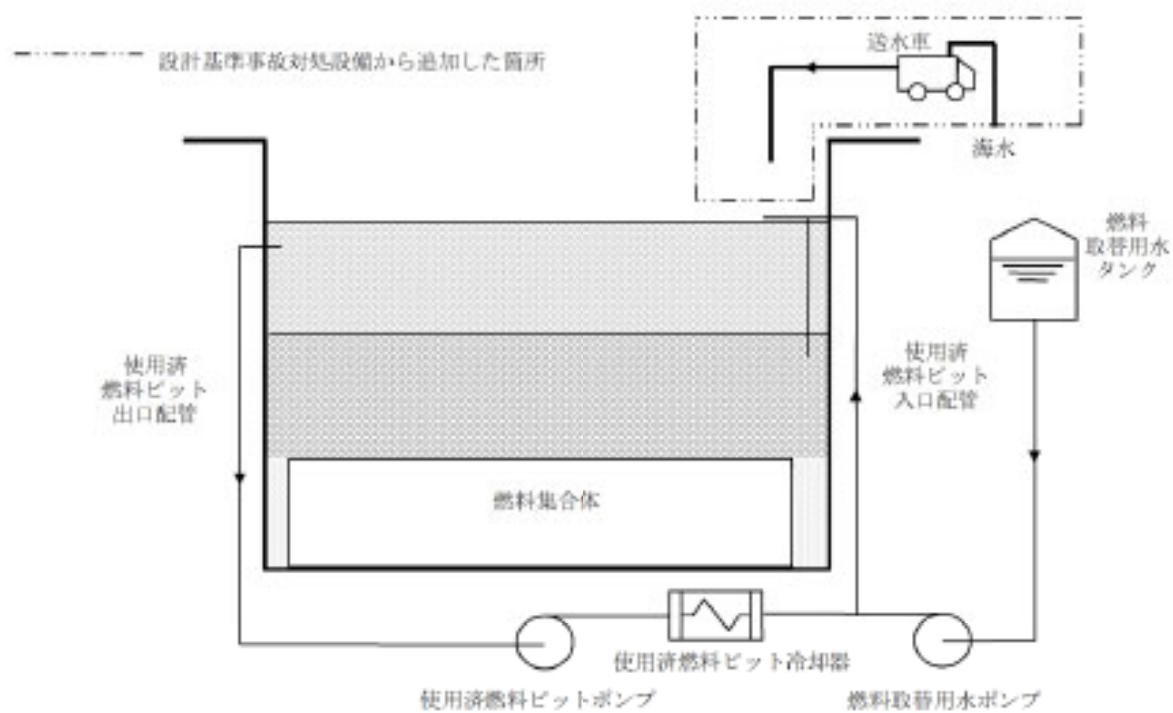 設計基準事故対処設備から追加した箇所
送水車
海水
燃料
取替用水
タンク
使用済
燃料ピット
出口配管
使用済
燃料ピット
入口配管
燃料集合体
使用済燃料ピット冷却器
使用済燃料ピットポンプ
燃料取替用水ポンプ